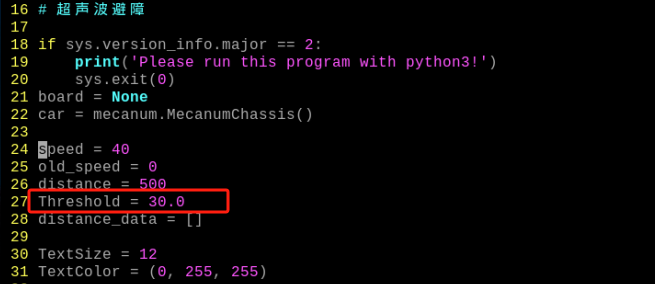 16 # 超声波避障
17
18 if sys.version_info.major == 2:
19     print('Please run this program with python3!')
20     sys.exit(0)
21 board = None
22 car = mecanum.MecanumChassis()
23
24 speed = 40
25 old_speed = 0
26 distance = 500
27 Threshold = 30.0
28 distance_data = []
29
30 TextSize = 12
31 TextColor = (0, 255, 255)